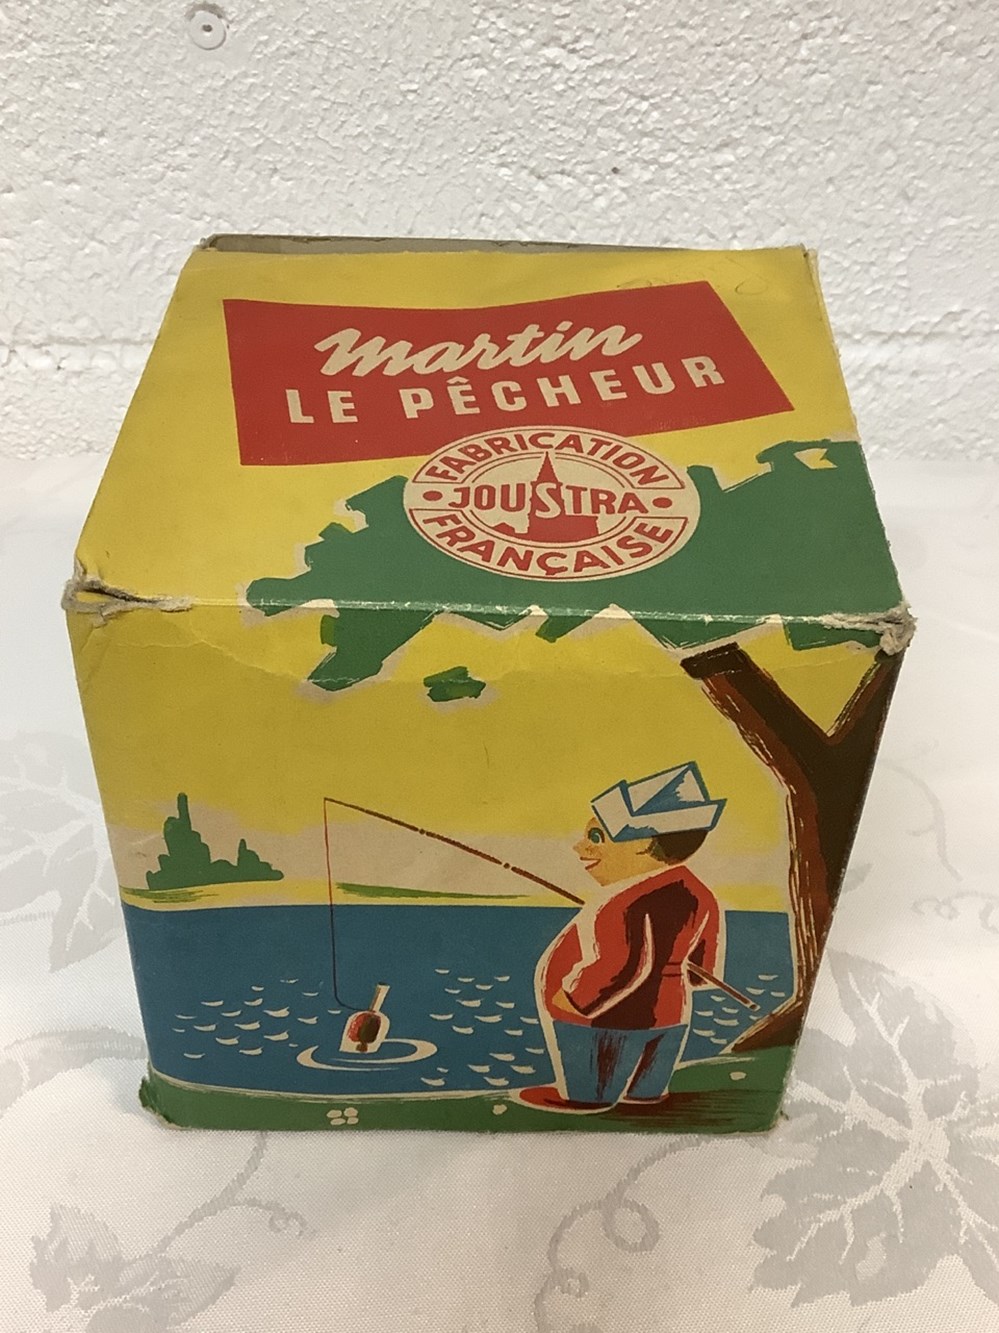 Martin
LE PÊCHEUR
FABRICATION
JOUSTRA
FRANÇAISE